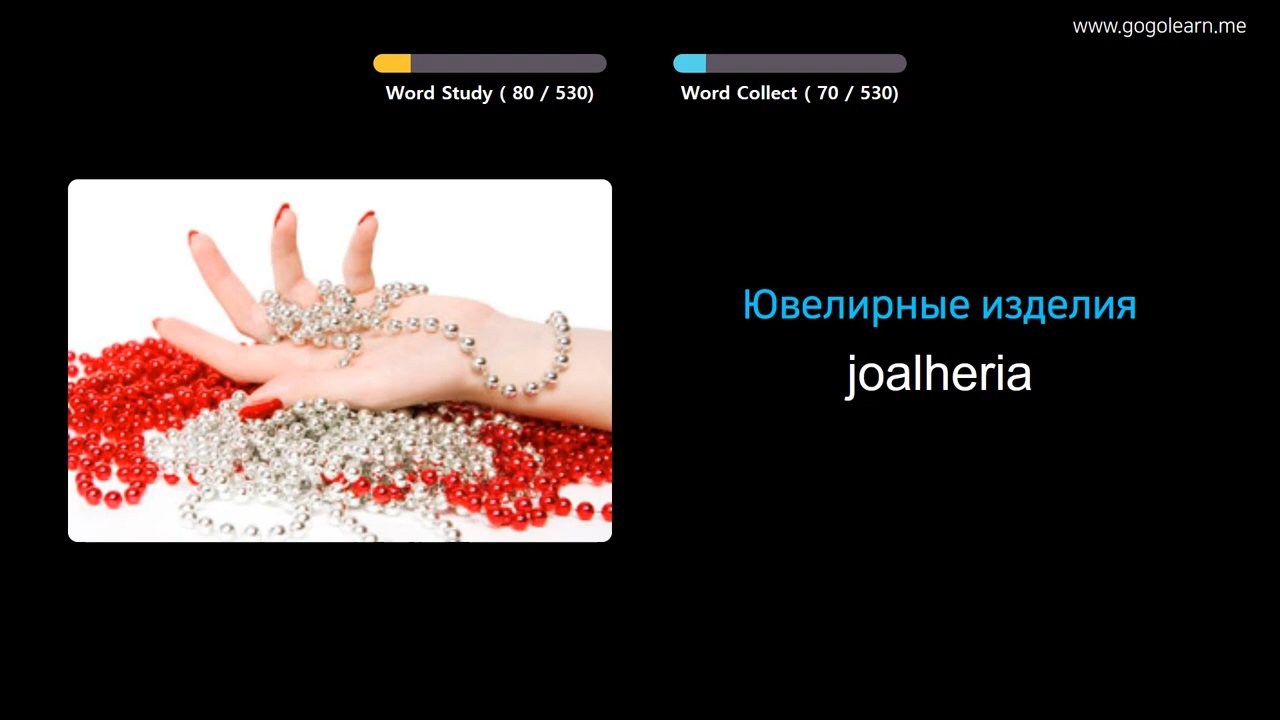 www.gogolearn.me
Word Study ( 80 / 530)
Word Collect ( 70 / 530)
Ювелирные изделия
joalheria